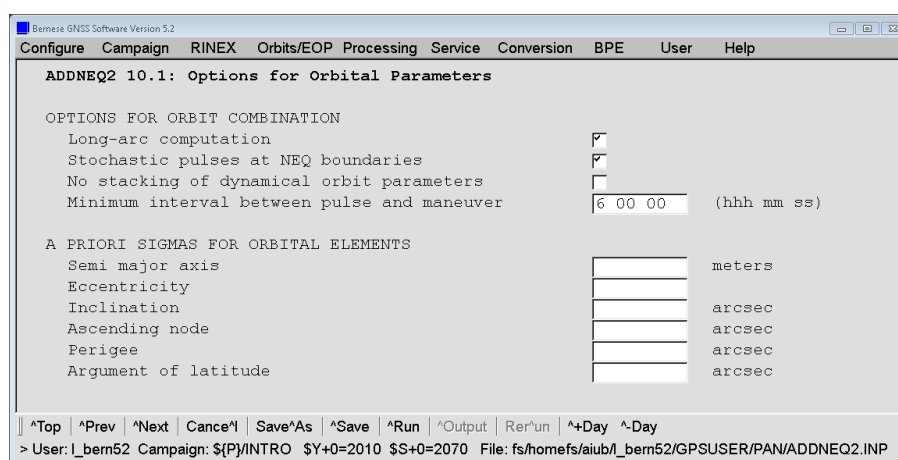 Bernese GNSS Software Version 5.2
Configure Campaign RINEX Orbits/EOP Processing Service Conversion BPE User Help
ADDNEQ2 10.1: Options for Orbital Parameters
OPTIONS FOR ORBIT COMBINATION
Long-arc computation
Stochastic pulses at NEQ boundaries
No stacking of dynamical orbit parameters
Minimum interval between pulse and maneuver 6 00 00 (hhh mm ss)
A PRIORI SIGMAS FOR ORBITAL ELEMENTS
Semi major axis meters
Eccentricity
Inclination arcsec
Ascending node arcsec
Perigee arcsec
Argument of latitude arcsec
^Top ^Prev ^Next Cance^l Save^As ^Save ^Run ^Output Rer^un ^+Day ^-Day
> User: l_bern52 Campaign: ${P}/INTRO $Y+0=2010 $S+0=2070 File: fs/homefs/aiub/l_bern52/GPSUSER/PAN/ADDNEQ2.INP